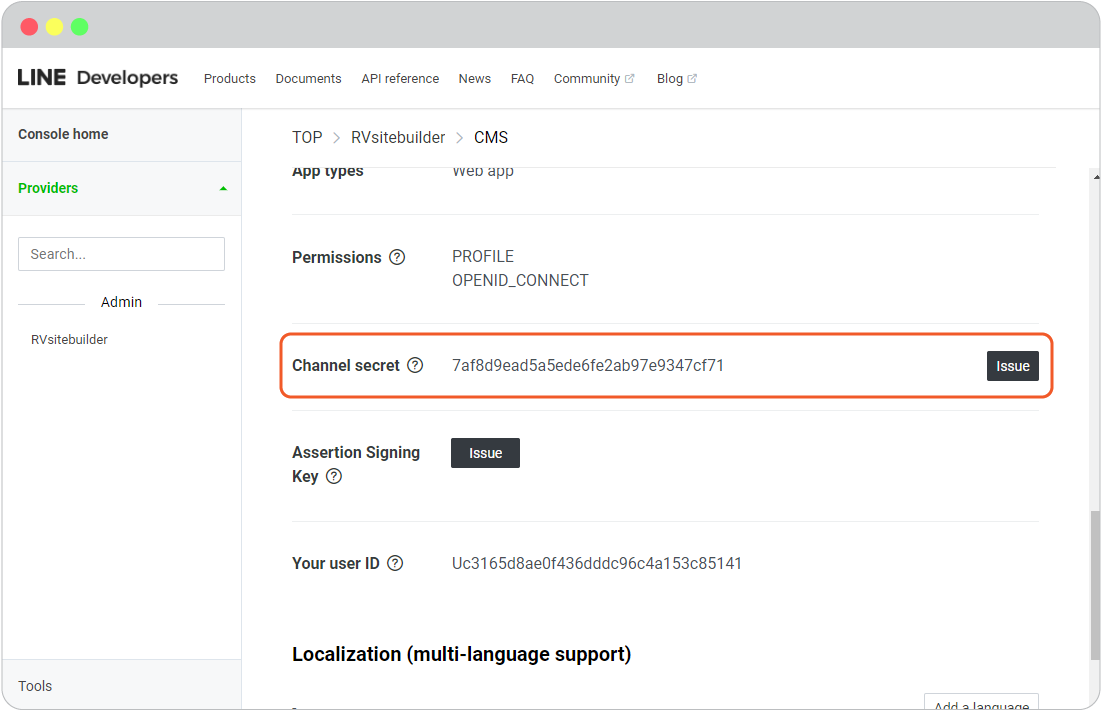 LINE Developers
Products Documents API reference News FAQ Community Blog
Console home
Providers
Search...
Admin
RVsitebuilder
Tools
TOP > RVsitebuilder > CMS
App types Web app
Permissions ? PROFILE
OPENID_CONNECT
Channel secret ? 7af8d9ead5a5ede6fe2ab97e9347cf71 Issue
Assertion Signing Issue
Key ?
Your user ID ? Uc3165d8ae0f436dddc96c4a153c85141
Localization (multi-language support)
Add a language